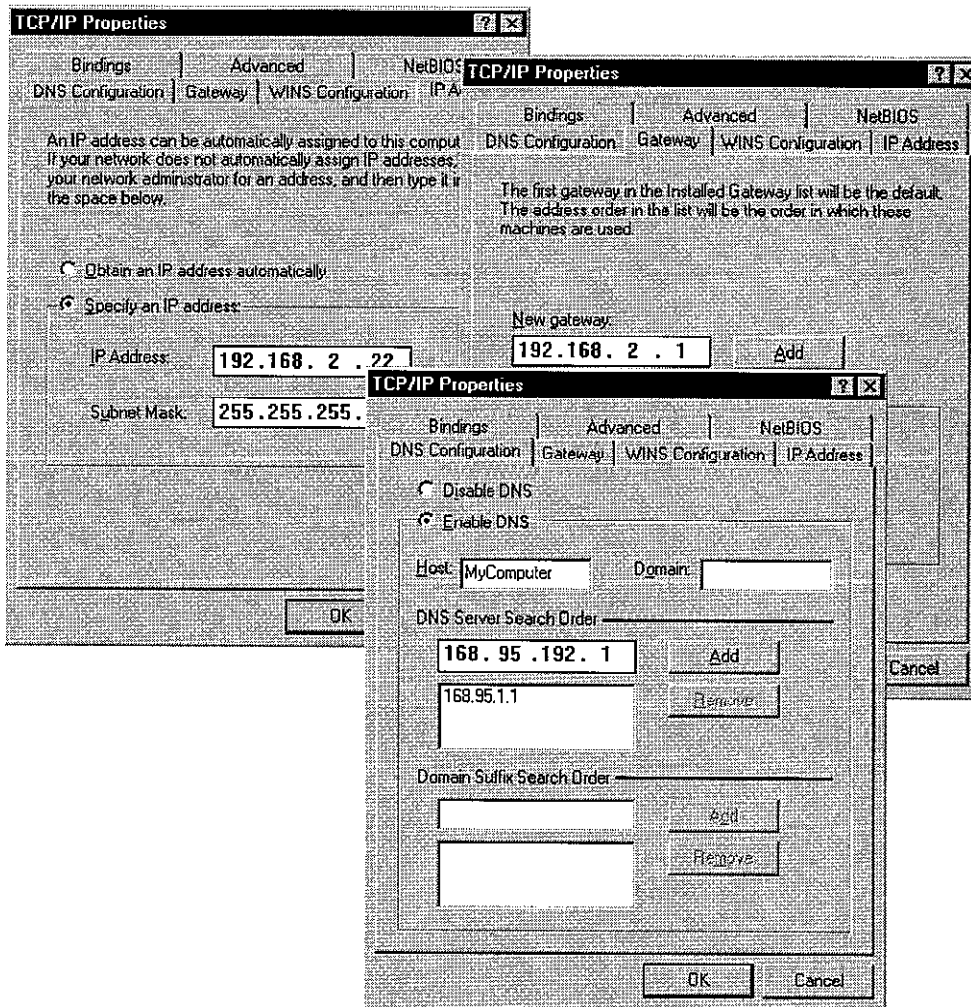 TCP/IP Properties
Bindings
Advanced
NetBIOS
DNS Configuration
Gateway
WINS Configuration
An IP address can be automatically assigned to this
If your network does not automatically assign IP addresses,
your network administrator for an address, and then type it
the space below.
Obtain an IP address automatically
Specify an IP address:
IP Address:
192.168. 2 .22
Subnet Mask:
255.255.255.
OK
TCP/IP Properties
Bindings
Advanced
NetBIOS
DNS Configuration
Gateway
WINS Configuration
IP Address
The first gateway in the Installed Gateway list will be the default.
The address order in the list will be the order in which these
machines are used.
New gateway:
192.168. 2 . 1
Add
Cancel
TCP/IP Properties
Bindings
Advanced
NetBIOS
DNS Configuration
Gateway
WINS Configuration
IP Address
Disable DNS
Enable DNS
Host:
MyComputer
Domain:
DNS Server Search Order
168. 95 .192. 1
Add
168.95.1.1
Remove
Domain Suffix Search Order
Add
Remove
OK
Cancel